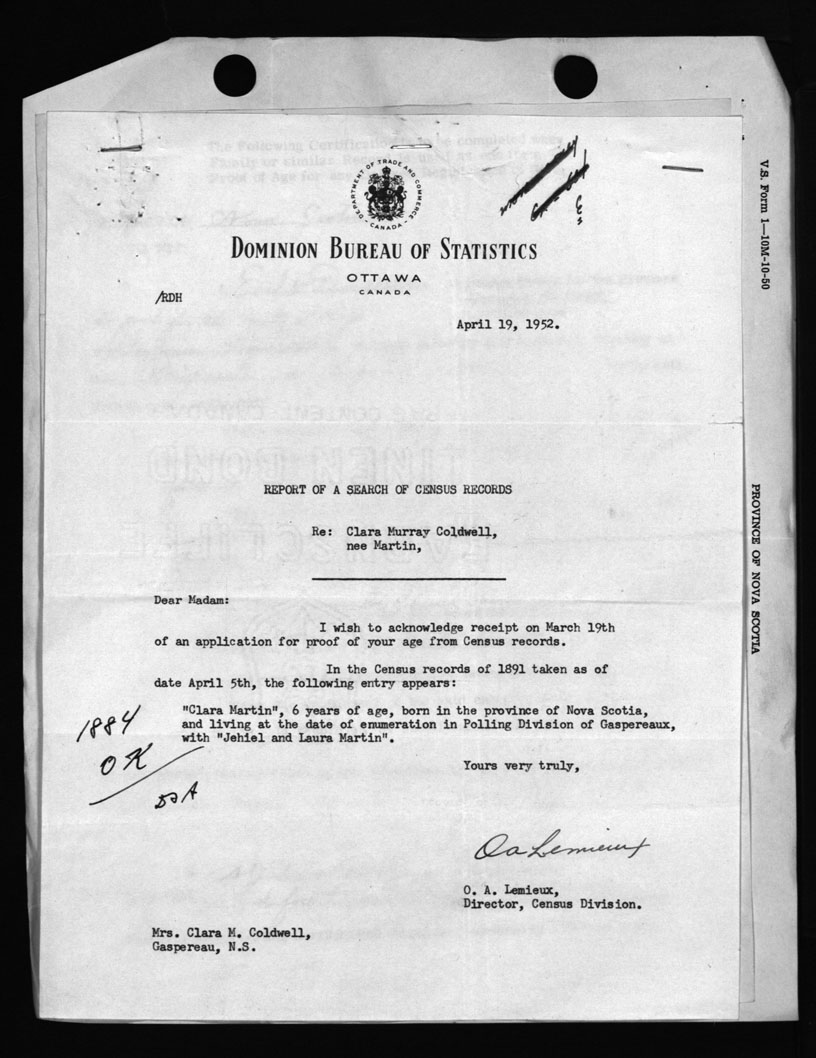 DEPARTMENT OF TRADE AND COMMERCE
CANADA
DOMINION BUREAU OF STATISTICS
OTTAWA
CANADA
/RDH
April 19, 1952.
REPORT OF A SEARCH OF CENSUS RECORDS
Re: Clara Murray Coldwell,
nee Martin,
Dear Madam:
I wish to acknowledge receipt on March 19th
of an application for proof of your age from Census records.
In the Census records of 1891 taken as of
date April 5th, the following entry appears:
"Clara Martin", 6 years of age, born in the province of Nova Scotia,
and living at the date of enumeration in Polling Division of Gaspereaux,
with "Jehiel and Laura Martin".
1884
OK
Yours very truly,
O A Lemieux
O. A. Lemieux,
Director, Census Division.
Mrs. Clara M. Coldwell,
Gaspereau, N.S.
V.S. Form 1—10M-10-50
PROVINCE OF NOVA SCOTIA